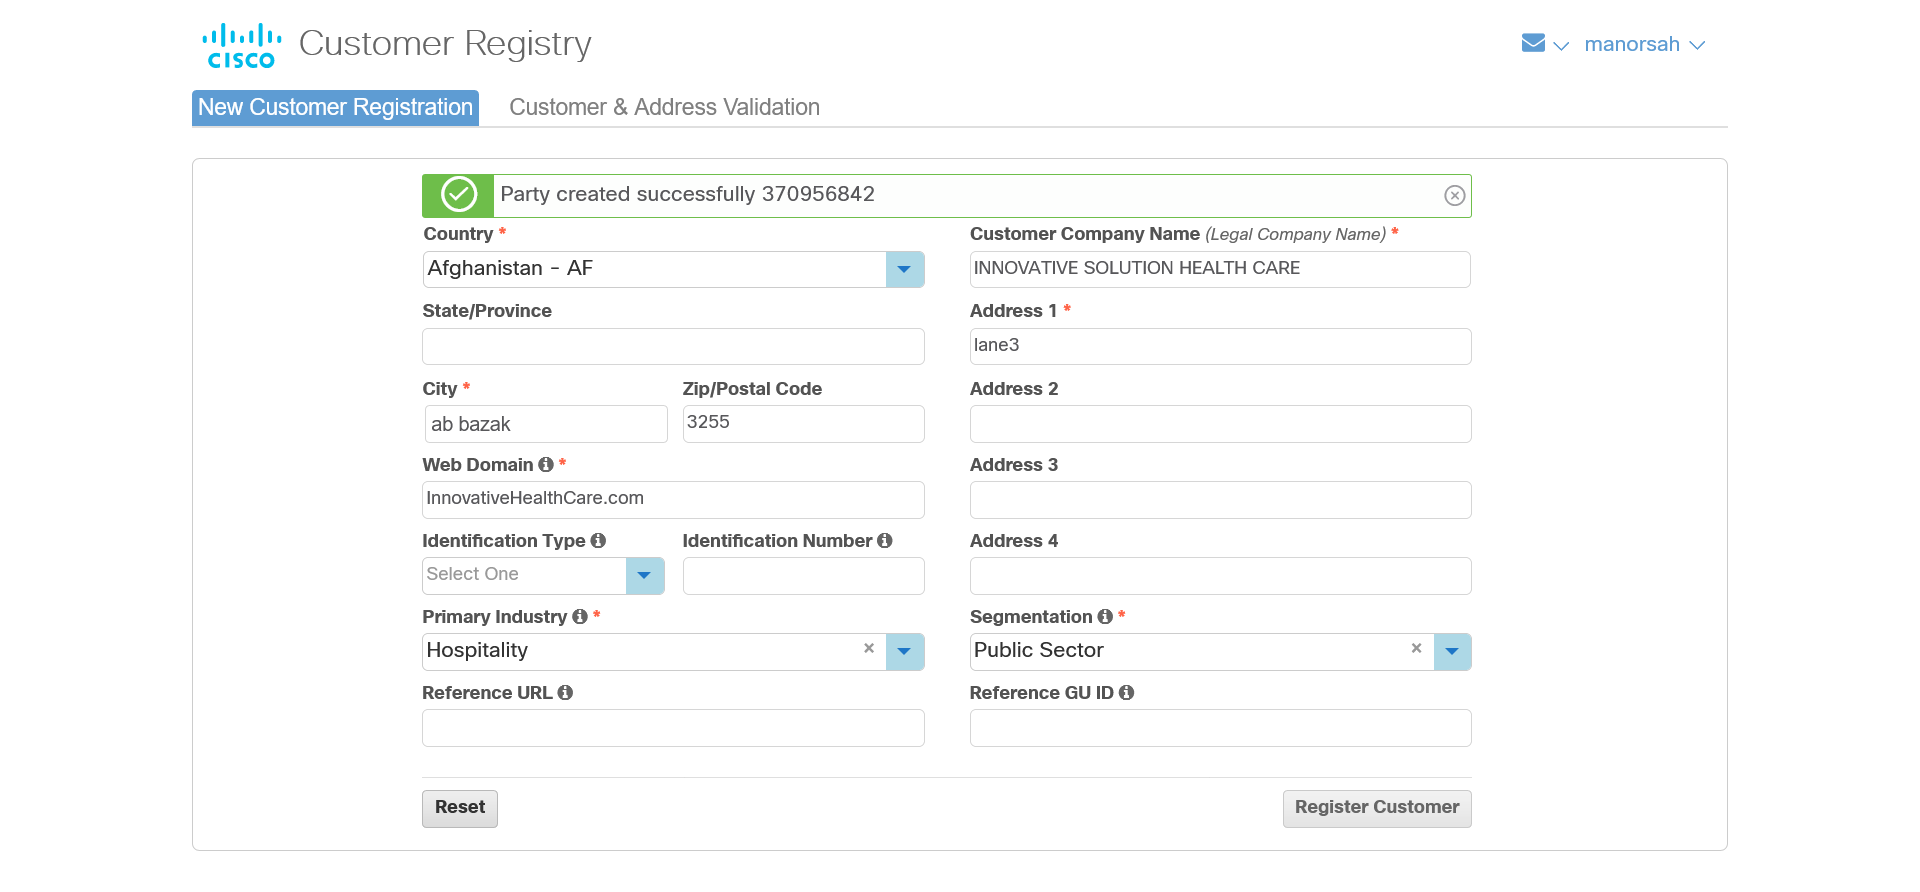 CISCO Customer Registry
manorsah
New Customer Registration Customer & Address Validation
Party created successfully 370956842
Country * Customer Company Name (Legal Company Name) *
Afghanistan - AF INNOVATIVE SOLUTION HEALTH CARE
State/Province Address 1 *
lane3
City * Zip/Postal Code Address 2
ab bazak 3255
Web Domain * Address 3
InnovativeHealthCare.com
Identification Type Identification Number Address 4
Select One
Primary Industry * Segmentation *
Hospitality × Public Sector ×
Reference URL Reference GU ID
Reset Register Customer